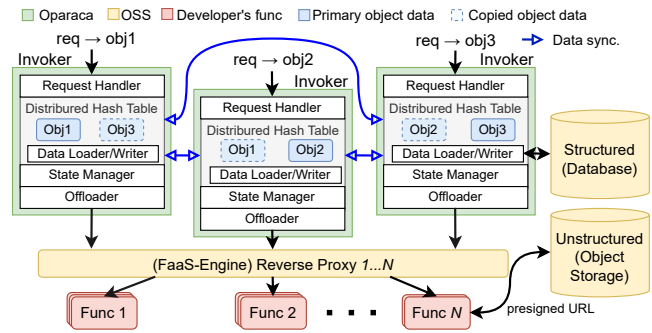 Oparaca
OSS
Developer's func
Primary object data
Copied object data
req → obj1
req → obj2
req → obj3
Data sync.
Invoker
Invoker
Invoker
Request Handler
Distribured Hash Table
Obj1
Obj3
Data Loader/Writer
State Manager
Offloader
Request Handler
Distribured Hash Table
Obj1
Obj2
Data Loader/Writer
State Manager
Offloader
Request Handler
Distribured Hash Table
Obj2
Obj3
Data Loader/Writer
State Manager
Offloader
Structured
(Database)
Unstructured
(Object
Storage)
(FaaS-Engine) Reverse Proxy 1...N
Func 1
Func 2
Func N
presigned URL